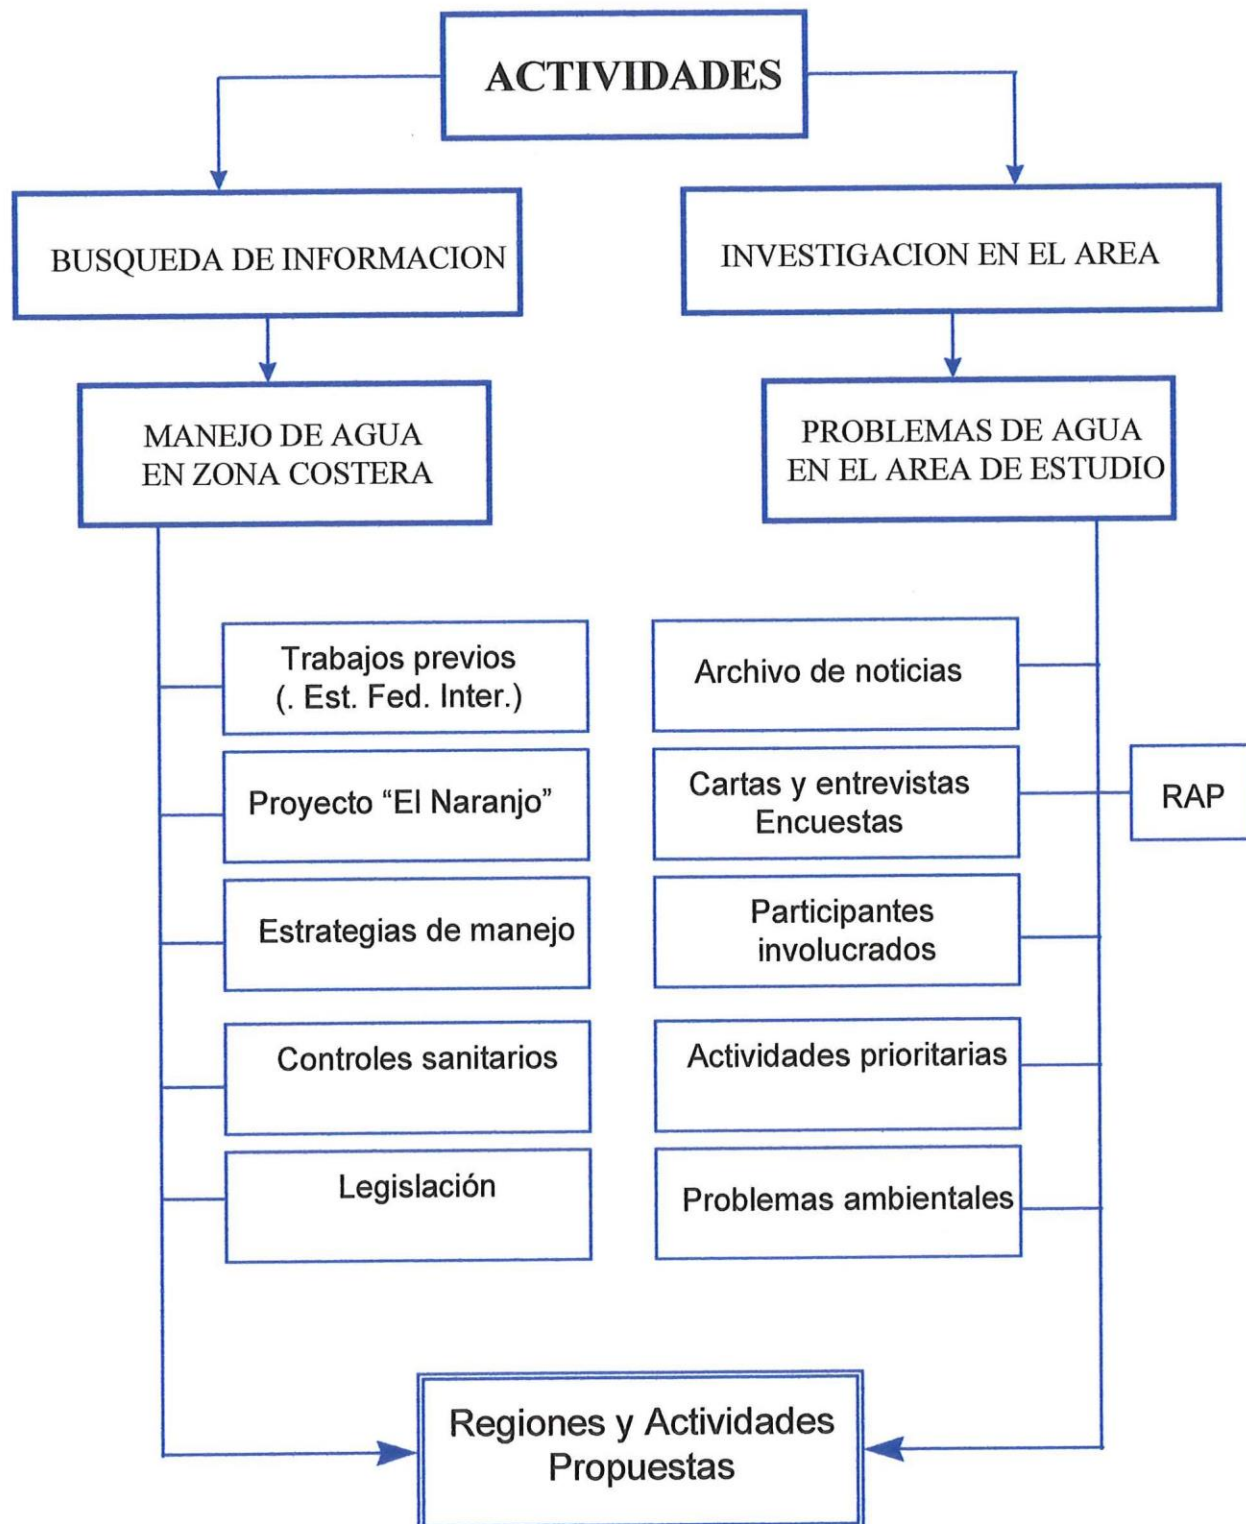 ACTIVIDADES
BUSQUEDA DE INFORMACION
INVESTIGACION EN EL AREA
MANEJO DE AGUA
EN ZONA COSTERA
PROBLEMAS DE AGUA
EN EL AREA DE ESTUDIO
Trabajos previos
(. Est. Fed. Inter.)
Proyecto “El Naranjo”
Estrategias de manejo
Controles sanitarios
Legislación
Archivo de noticias
Cartas y entrevistas
Encuestas
RAP
Participantes
involucrados
Actividades prioritarias
Problemas ambientales
Regiones y Actividades
Propuestas